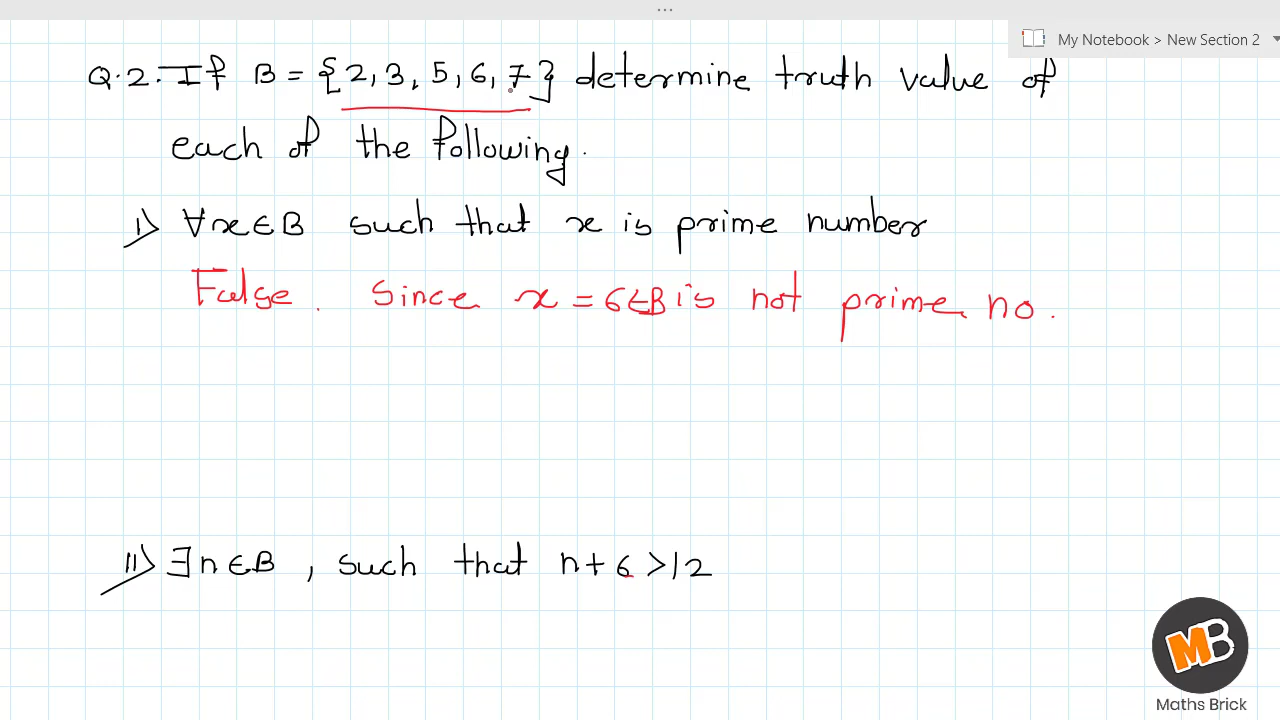 My Notebook > New Section 2
Q.2. If B = {2, 3, 5, 6, 7} determine truth value of
each of the following.
i) ∀x∈B such that x is prime number
False. Since x = 6∈B is not prime no.
ii) ∃n∈B, such that n + 6 > 12
MB
Maths Brick